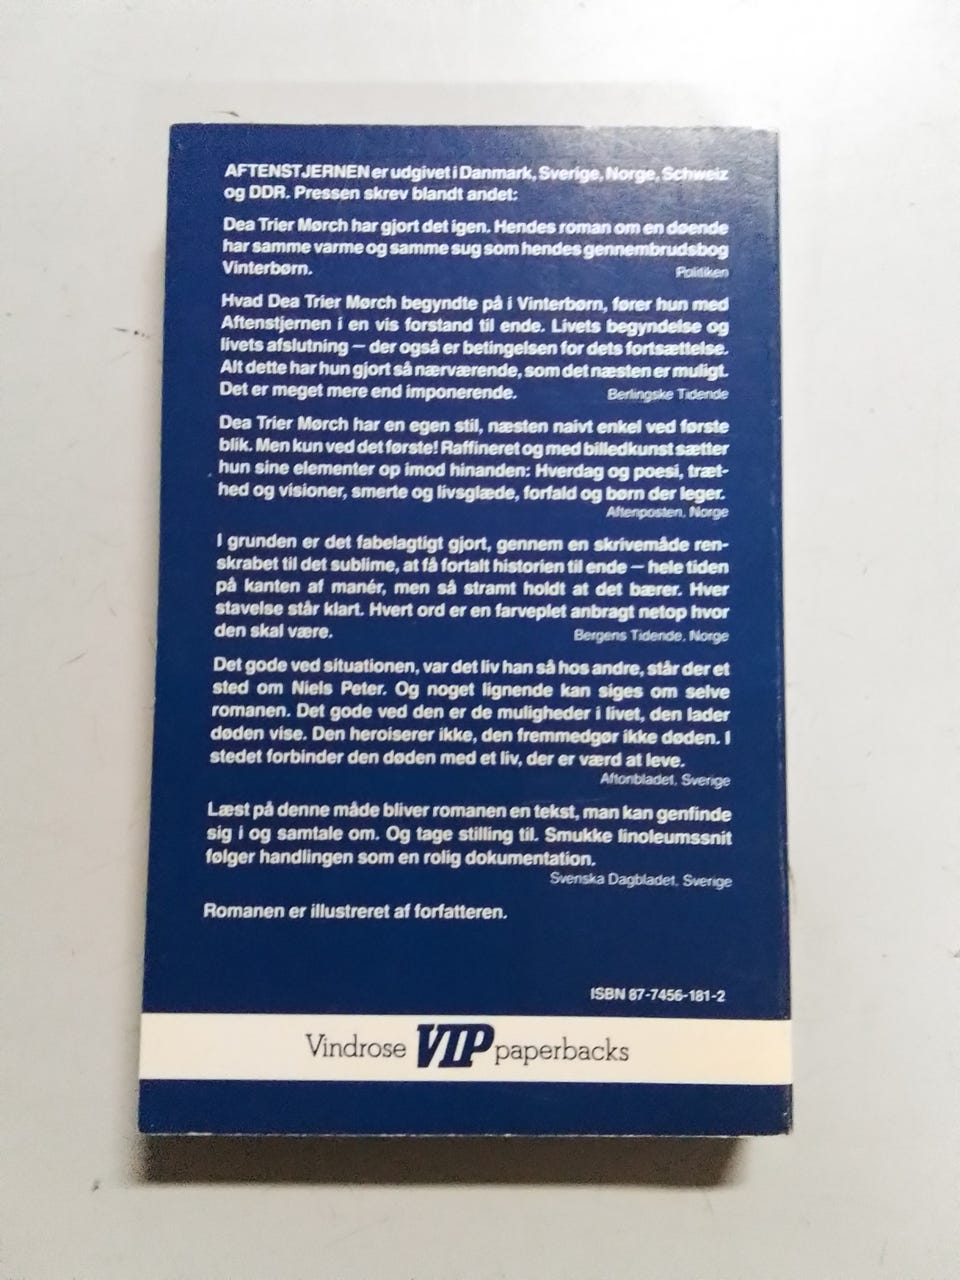 AFTENSTJERNEN er udgivet i Danmark, Sverige, Norge, Schweiz
og DDR. Pressen skrev blandt andet:
Dea Trier Mørch har gjort det igen. Hendes roman om en døende
har samme varme og samme sug som hendes gennembrudsbog
Vinterbørn. Politiken
Hvad Dea Trier Mørch begyndte på i Vinterbørn, fører hun med
Aftenstjernen i en vis forstand til ende. Livets begyndelse og
livets afslutning – der også er betingelsen for dets fortsættelse.
Alt dette har hun gjort så nærværende, som det næsten er muligt.
Det er meget mere end imponerende. Berlingske Tidende
Dea Trier Mørch har en egen stil, næsten naivt enkel ved første
blik. Men kun ved det første! Raffineret og med billedkunst sætter
hun sine elementer op imod hinanden: Hverdag og poesi, træt-
hed og visioner, smerte og livsglæde, forfald og børn der leger.
Aftenposten, Norge
I grunden er det fabelagtigt gjort, gennem en skrivemåde ren-
skrabet til det sublime, at få fortalt historien til ende – hele tiden
på kanten af manér, men så stramt holdt at det bærer. Hver
stavelse står klart. Hvert ord er en farveplet anbragt netop hvor
den skal være. Bergens Tidende, Norge
Det gode ved situationen, var det liv han så hos andre, står der et
sted om Niels Peter. Og noget lignende kan siges om selve
romanen. Det gode ved den er de muligheder i livet, den lader
døden vise. Den heroiserer ikke, den fremmedgør ikke døden. I
stedet forbinder den døden med et liv, der er værd at leve.
Aftonbladet, Sverige
Læst på denne måde bliver romanen en tekst, man kan genfinde
sig i og samtale om. Og tage stilling til. Smukke linoleumssnit
følger handlingen som en rolig dokumentation.
Svenska Dagbladet, Sverige
Romanen er illustreret af forfatteren.
ISBN 87-7456-181-2
Vindrose VIP paperbacks